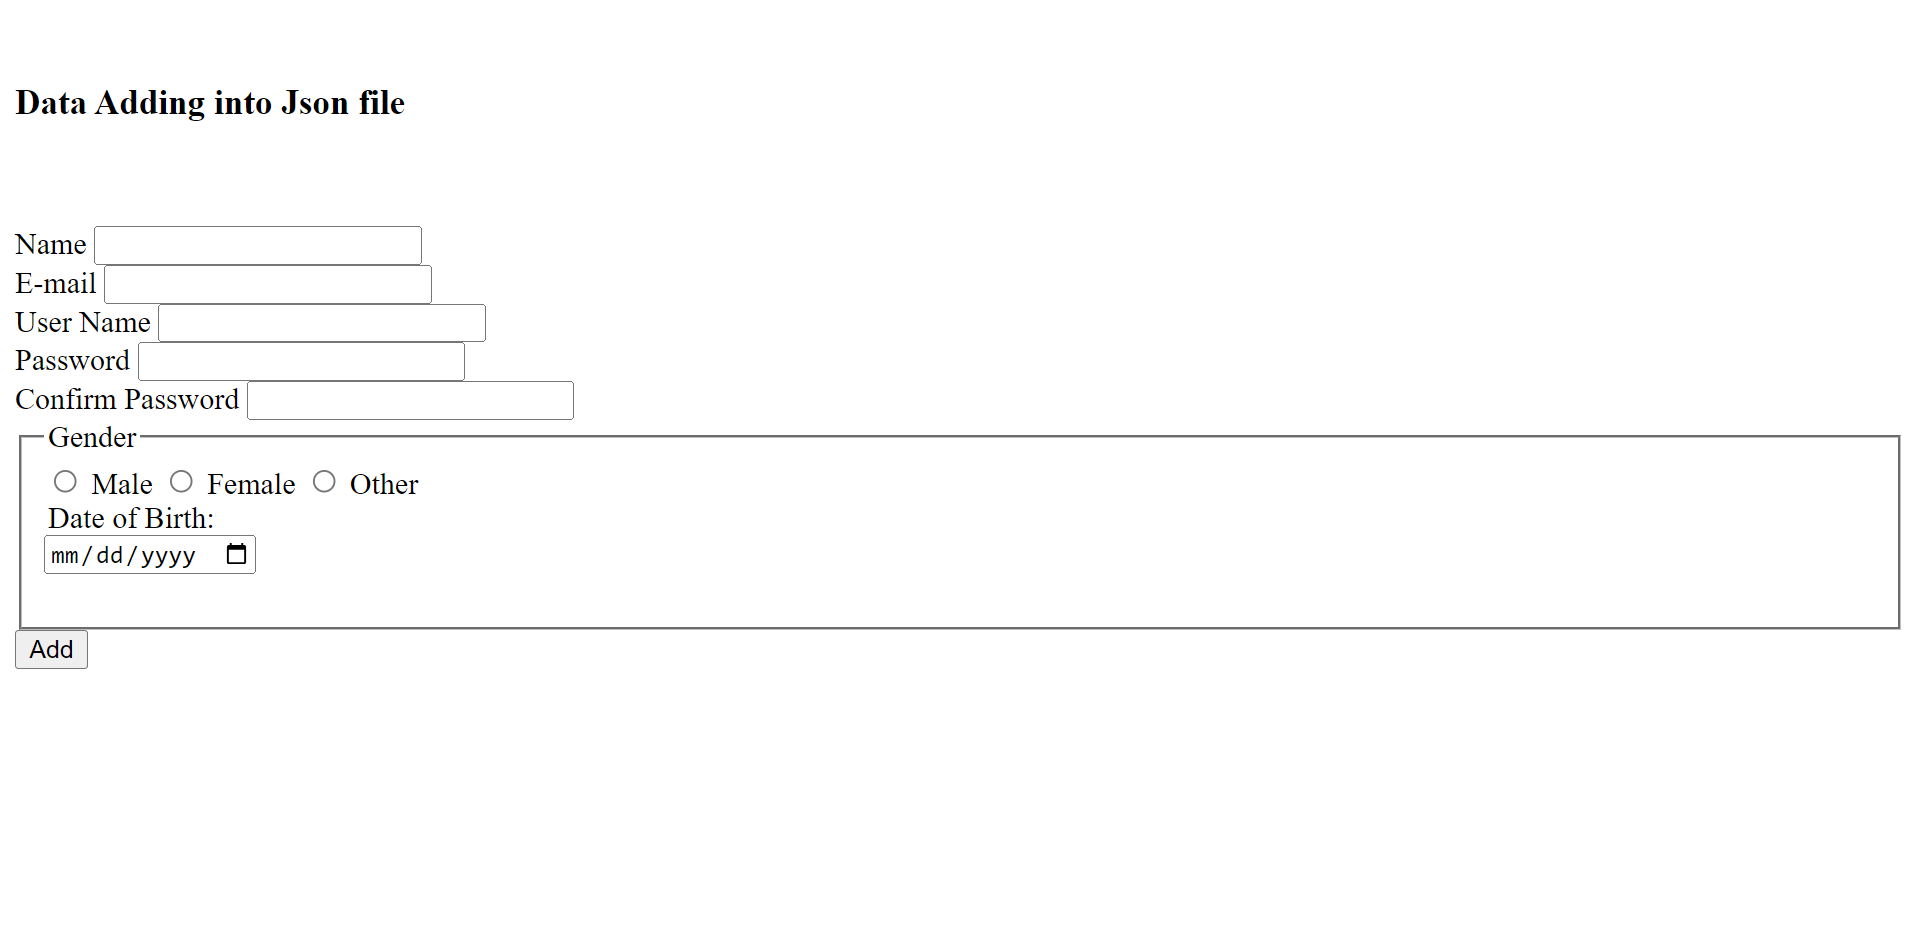 Data Adding into Json file
Name
E-mail
User Name
Password
Confirm Password
Gender
Male Female Other
Date of Birth:
mm/dd/yyyy
Add